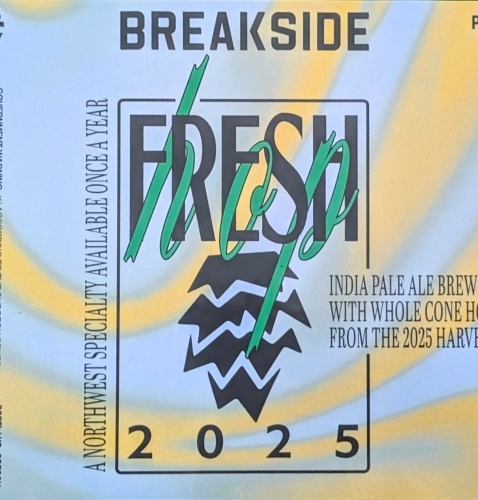 BREAKSIDE
FRESH
hop
A NORTHWEST SPECIALTY AVAILABLE ONCE A YEAR
INDIA PALE ALE BREW
WITH WHOLE CONE HO
FROM THE 2025 HARVE
2025